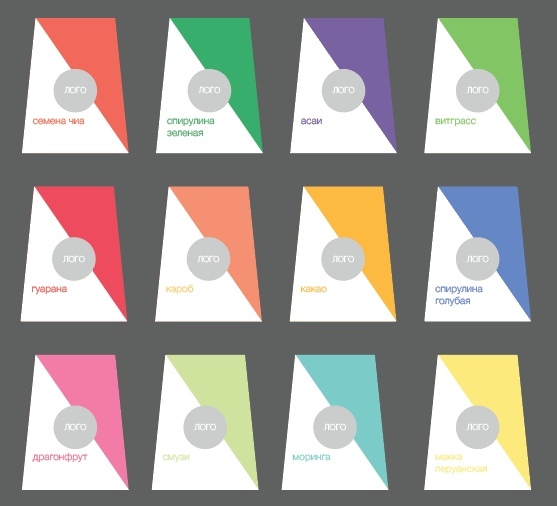 ЛОГО
семена чиа
ЛОГО
спирулина
зеленая
ЛОГО
асаи
ЛОГО
витграсс
ЛОГО
гуарана
ЛОГО
кэроб
ЛОГО
какао
ЛОГО
спирулина
голубая
ЛОГО
драгонфрут
ЛОГО
смузи
ЛОГО
моринга
ЛОГО
макка
перуанская